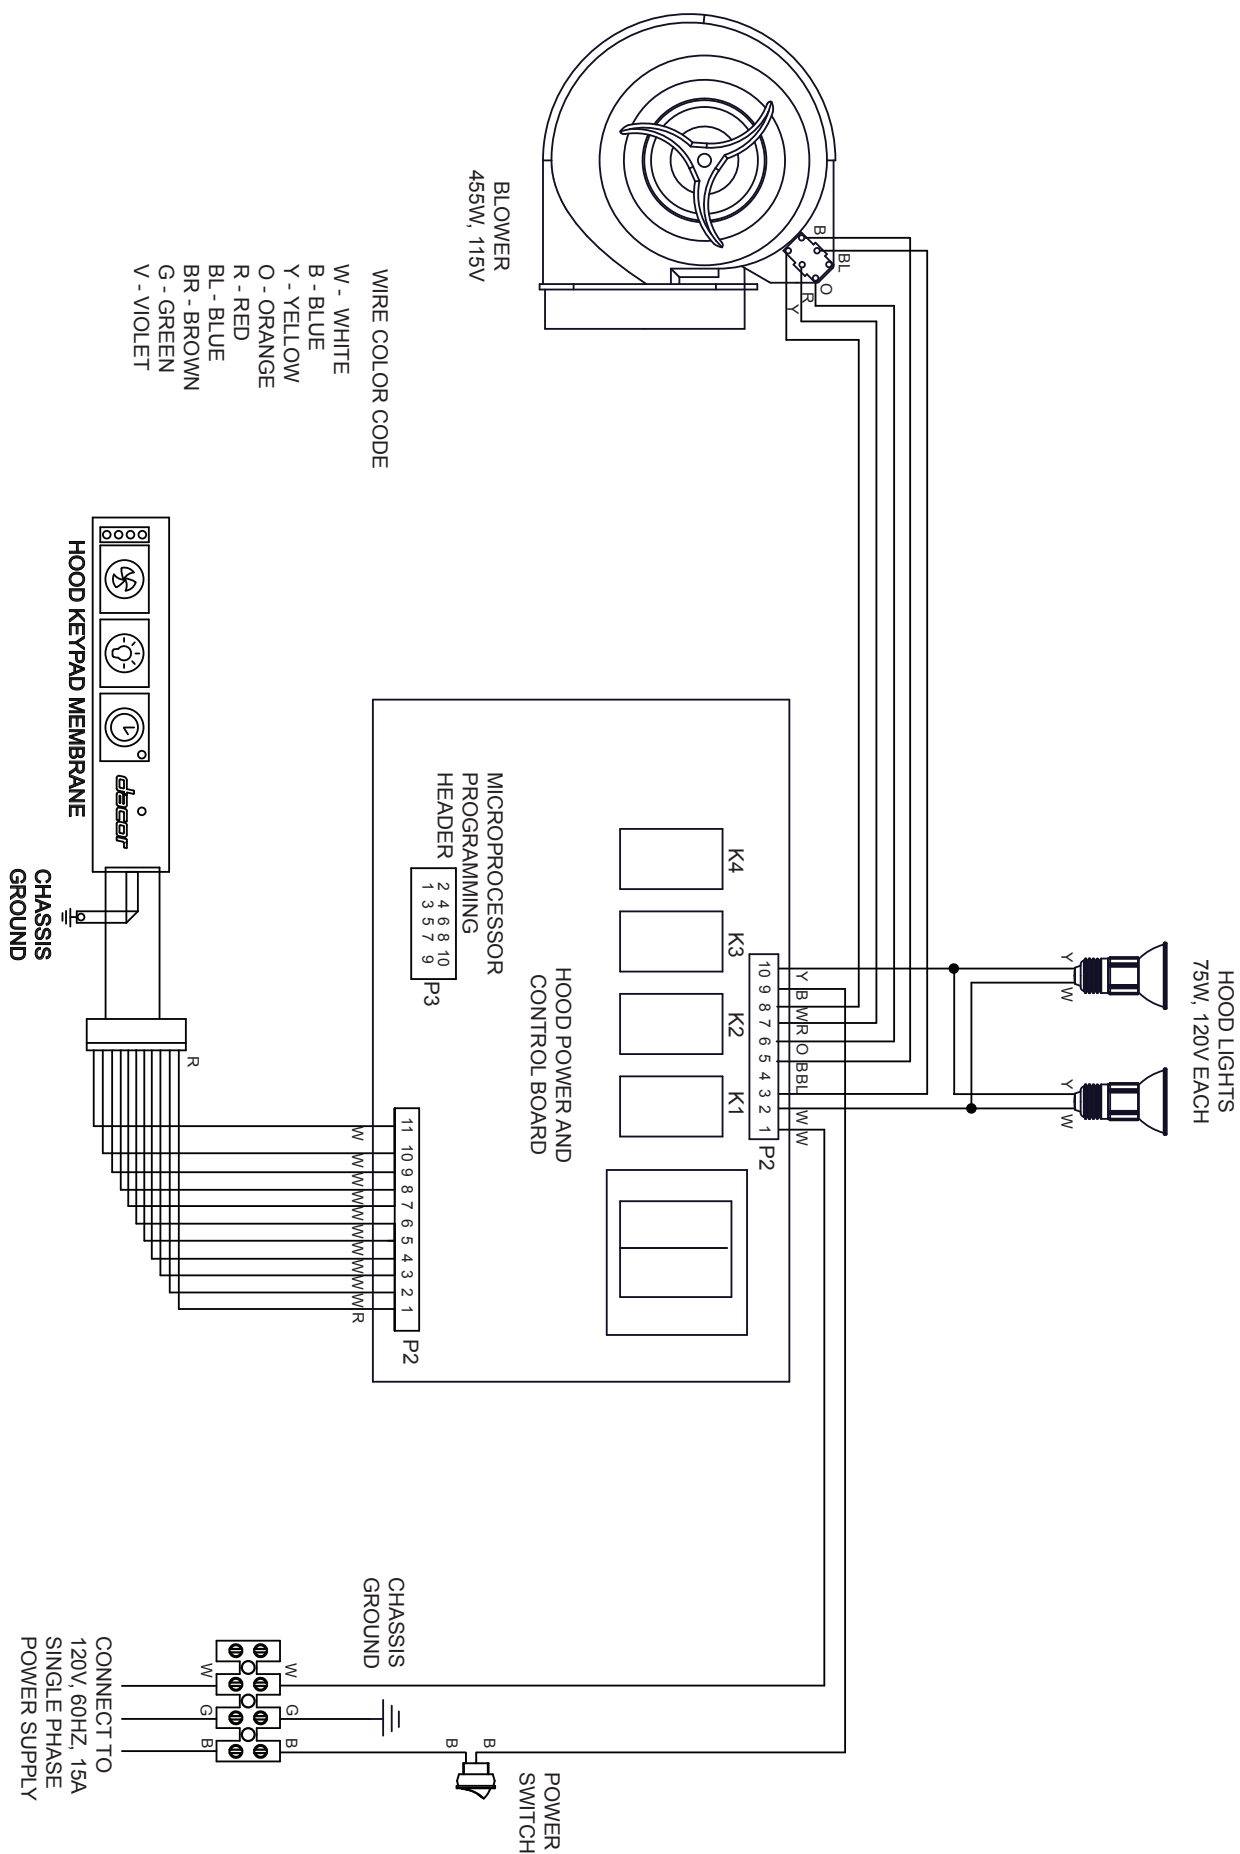 BLOWER
455W, 115V
B
BL
O
R
Y
WIRE COLOR CODE
W - WHITE
B - BLUE
Y - YELLOW
O - ORANGE
R - RED
BL - BLUE
BR - BROWN
G - GREEN
V - VIOLET
HOOD LIGHTS
75W, 120V EACH
Y
W
Y
W
K4
K3
K2
K1
10 9 8 7 6 5 4 3 2 1
P2
Y B W R O B BL W W
HOOD POWER AND
CONTROL BOARD
MICROPROCESSOR
PROGRAMMING
HEADER
2 4 6 8 10
1 3 5 7 9
P3
11 10 9 8 7 6 5 4 3 2 1
P2
W W W W W W W W W W R
R
dacor
HOOD KEYPAD MEMBRANE
CHASSIS
GROUND
CHASSIS
GROUND
W
G
B
W
G
B
B
B
POWER
SWITCH
CONNECT TO
120V, 60HZ, 15A
SINGLE PHASE
POWER SUPPLY